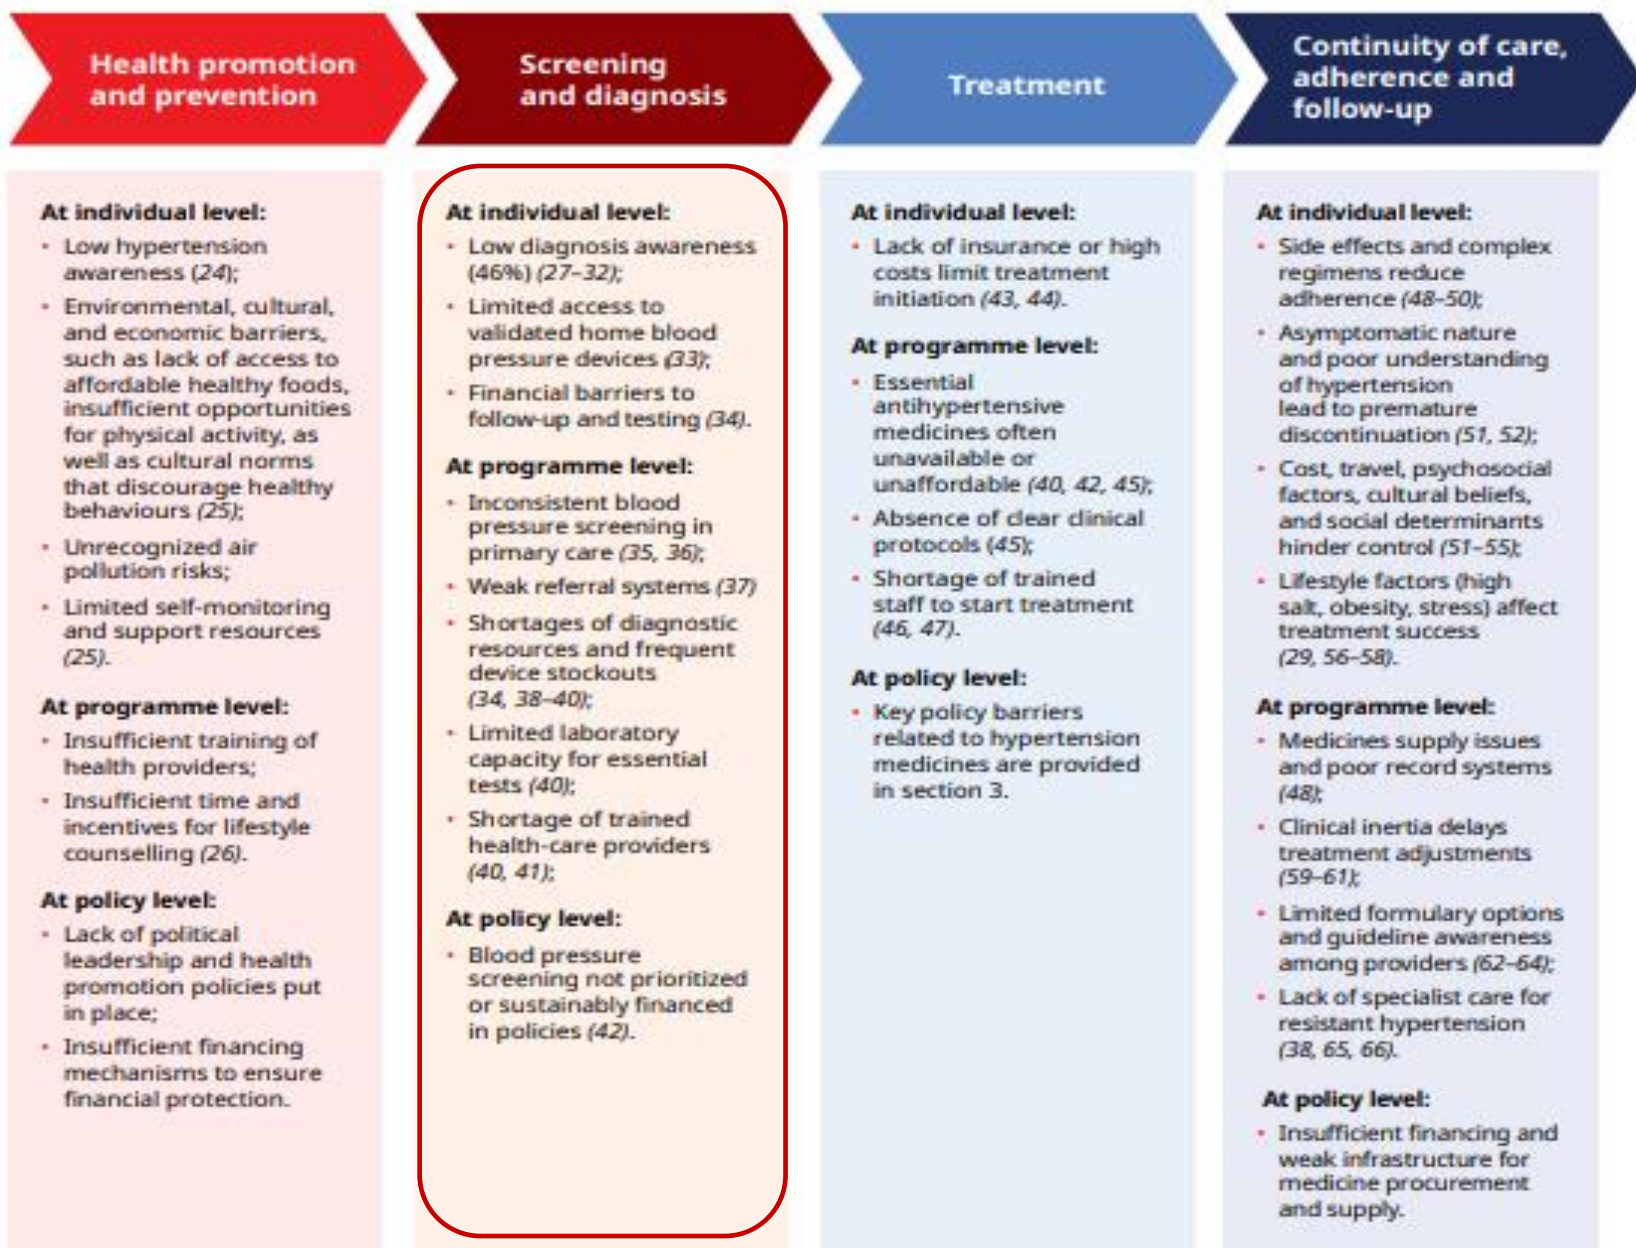 Health promotion
and prevention
At individual level:
• Low hypertension
awareness (24);
• Environmental, cultural,
and economic barriers,
such as lack of access to
affordable healthy foods,
insufficient opportunities
for physical activity, as
well as cultural norms
that discourage healthy
behaviours (25);
• Unrecognized air
pollution risks;
• Limited self-monitoring
and support resources
(25).
At programme level:
• Insufficient training of
health providers;
• Insufficient time and
incentives for lifestyle
counselling (26).
At policy level:
• Lack of political
leadership and health
promotion policies put
in place;
• Insufficient financing
mechanisms to ensure
financial protection.
Screening
and diagnosis
At individual level:
• Low diagnosis awareness
(46%) (27–32);
• Limited access to
validated home blood
pressure devices (33);
• Financial barriers to
follow-up and testing (34).
At programme level:
• Inconsistent blood
pressure screening in
primary care (35, 36);
• Weak referral systems (37)
• Shortages of diagnostic
resources and frequent
device stockouts
(34, 38–40);
• Limited laboratory
capacity for essential
tests (40);
• Shortage of trained
health-care providers
(40, 41);
At policy level:
• Blood pressure
screening not prioritized
or sustainably financed
in policies (42).
Treatment
At individual level:
• Lack of insurance or high
costs limit treatment
initiation (43, 44).
At programme level:
• Essential
antihypertensive
medicines often
unavailable or
unaffordable (40, 42, 45);
• Absence of clear clinical
protocols (45);
• Shortage of trained
staff to start treatment
(46, 47).
At policy level:
• Key policy barriers
related to hypertension
medicines are provided
in section 3.
Continuity of care,
adherence and
follow-up
At individual level:
• Side effects and complex
regimens reduce
adherence (48–50);
• Asymptomatic nature
and poor understanding
of hypertension
lead to premature
discontinuation (51, 52);
• Cost, travel, psychosocial
factors, cultural beliefs,
and social determinants
hinder control (51–55);
• Lifestyle factors (high
salt, obesity, stress) affect
treatment success
(29, 56–58).
At programme level:
• Medicines supply issues
and poor record systems
(48);
• Clinical inertia delays
treatment adjustments
(59–61);
• Limited formulary options
and guideline awareness
among providers (62–64);
• Lack of specialist care for
resistant hypertension
(38, 65, 66).
At policy level:
• Insufficient financing and
weak infrastructure for
medicine procurement
and supply.